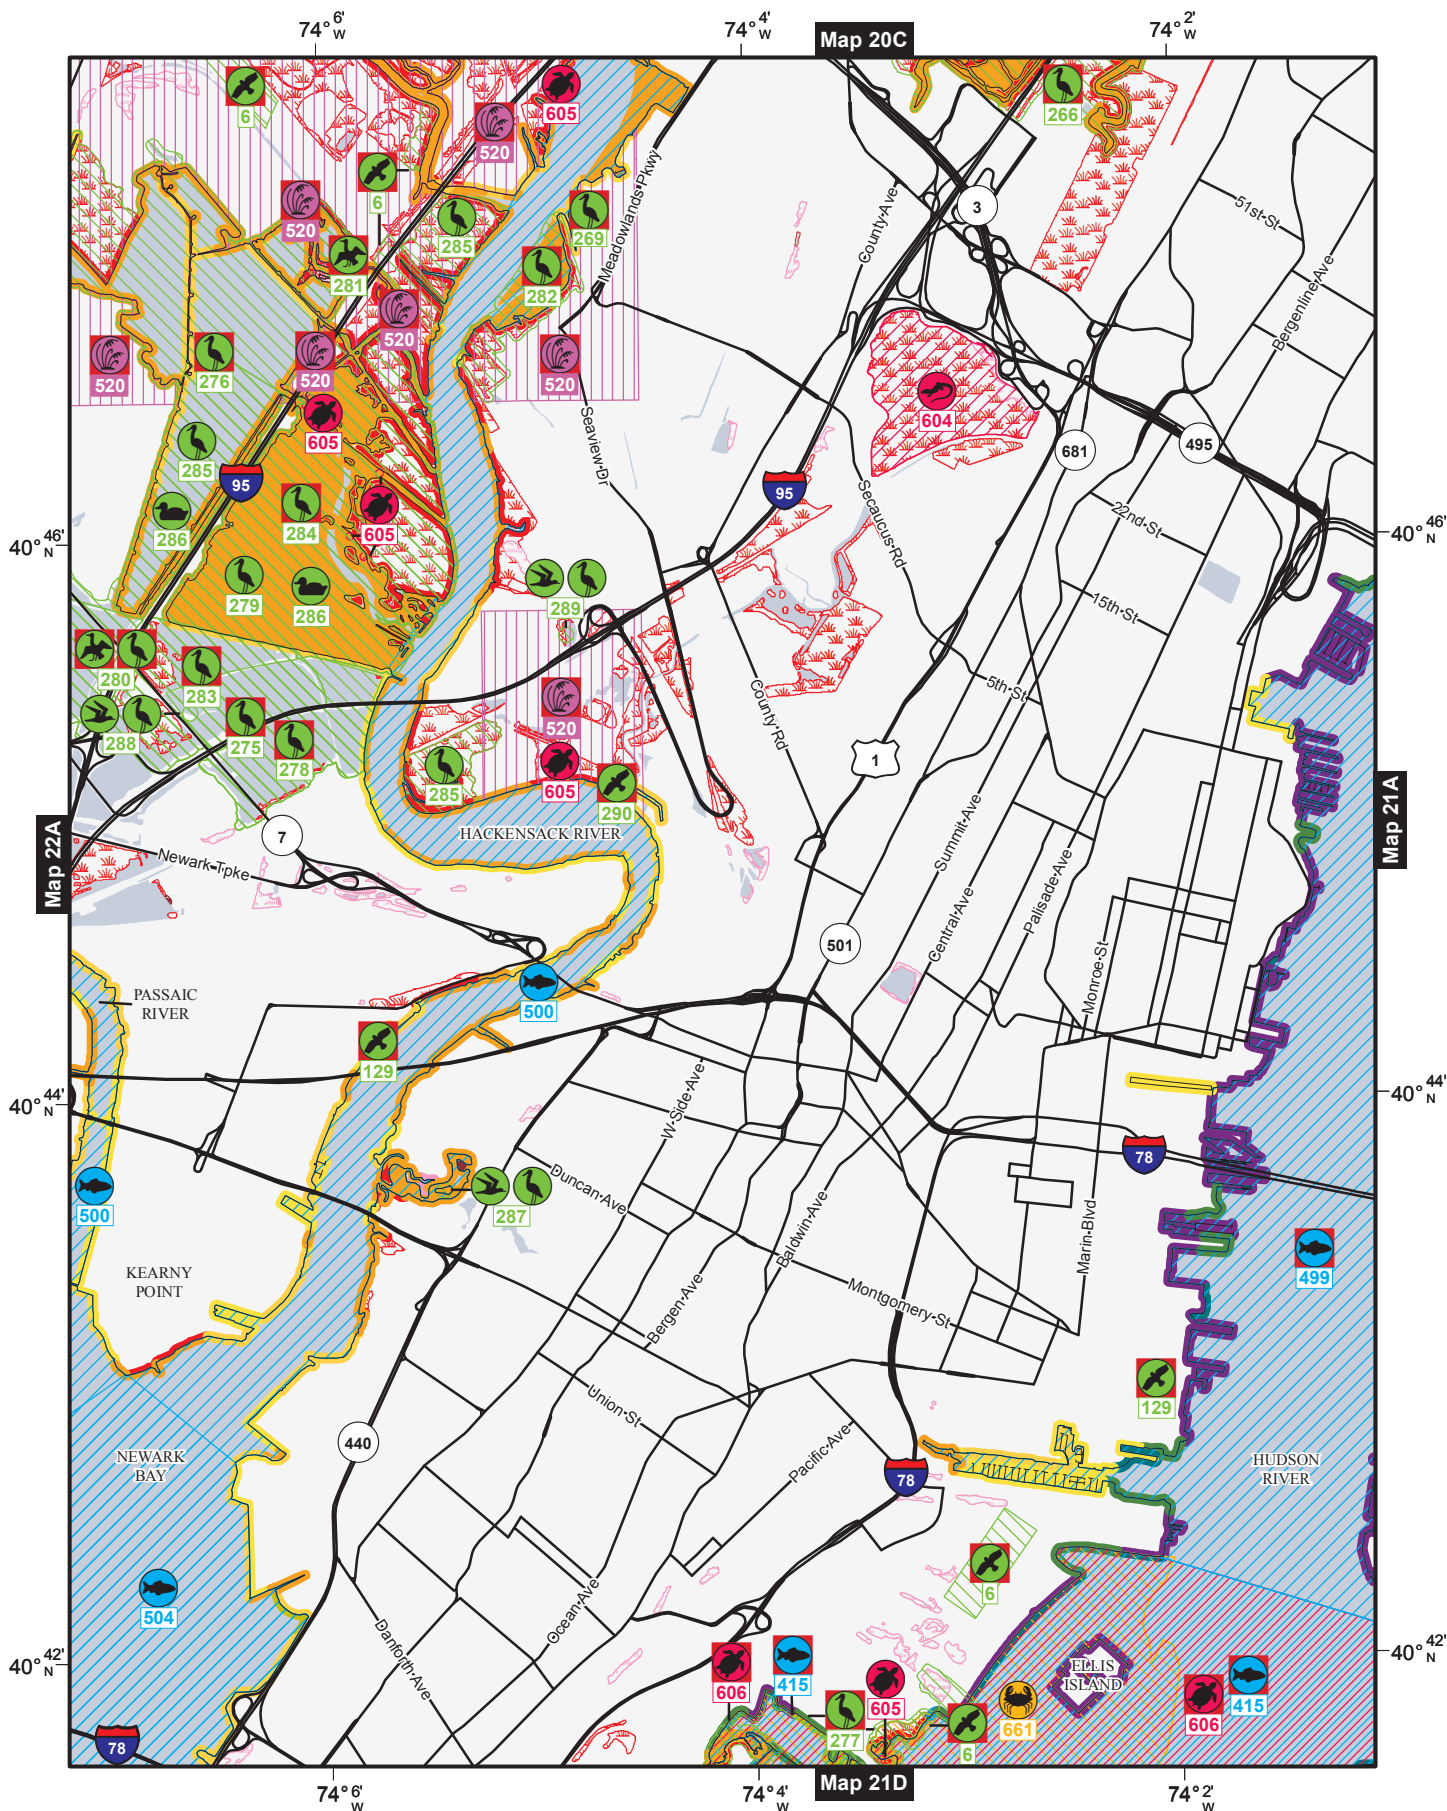 74° 6' W
74° 4' W
74° 2' W
Map 20C
6
605
266
520
6
3
51st St
520
285
269
Meadowlands Pkwy
County Ave
281
282
Bergenline Ave
520
520
276
520
520
605
604
285
Seaview Dr
681
495
95
95
Secaucus Rd
286
284
605
22nd St
40° 46' N
40° 46' N
279
286
289
15th St
280
283
5th St
520
County Rd
288
275
278
1
285
605
290
HACKENSACK RIVER
Map 22A
Map 21A
7
Newark Tpke
Summit Ave
Central Ave
Palisade Ave
501
Monroe St
PASSAIC
RIVER
500
129
40° 44' N
40° 44' N
W Side Ave
78
500
287
Duncan Ave
Baldwin Ave
Marin Blvd
499
KEARNY
POINT
Bergen Ave
Montgomery St
129
Union St
440
Pacific Ave
NEWARK
BAY
HUDSON
RIVER
78
504
6
Ocean Ave
Danforth Ave
40° 42' N
40° 42' N
ELLIS
ISLAND
606
415
605
661
606
415
277
6
78
Map 21D
74° 6' W
74° 4' W
74° 2' W